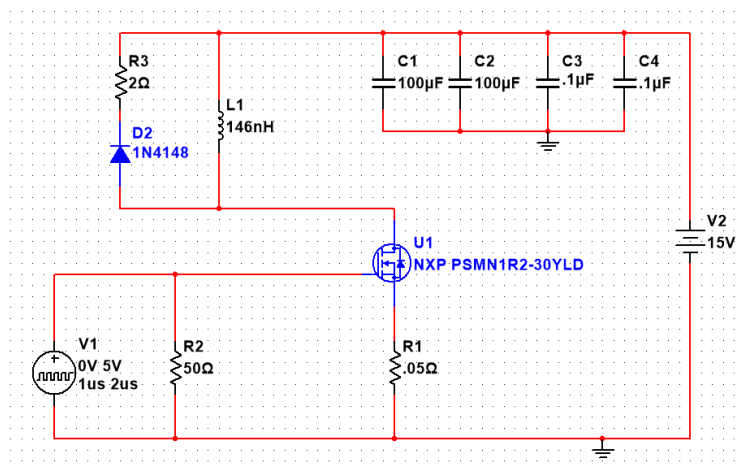 R3
2Ω
D2
1N4148
L1
146nH
C1
100µF
C2
100µF
C3
.1µF
C4
.1µF
V2
15V
U1
NXP PSMN1R2-30YLD
V1
0V 5V
1us 2us
R2
50Ω
R1
.05Ω